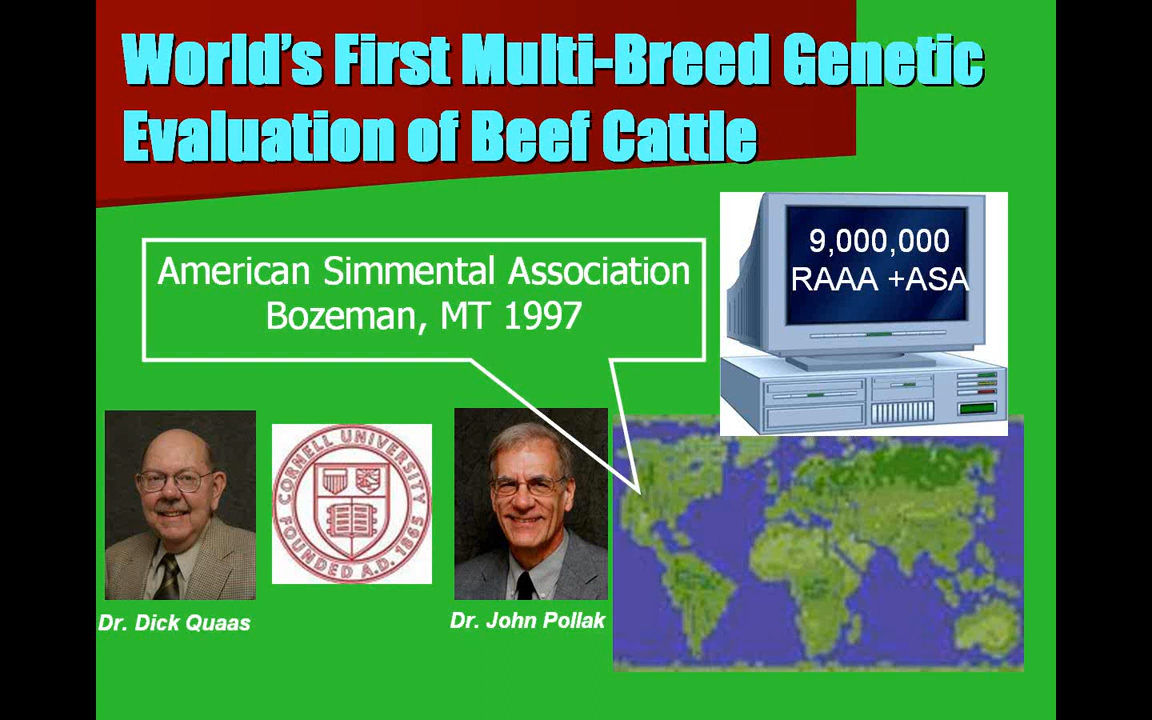 World's First Multi-Breed Genetic
Evaluation of Beef Cattle
American Simmental Association
Bozeman, MT 1997
9,000,000
RAAA +ASA
CORNELL UNIVERSITY
FOUNDED A.D. 1865
Dr. Dick Quaas
Dr. John Pollak